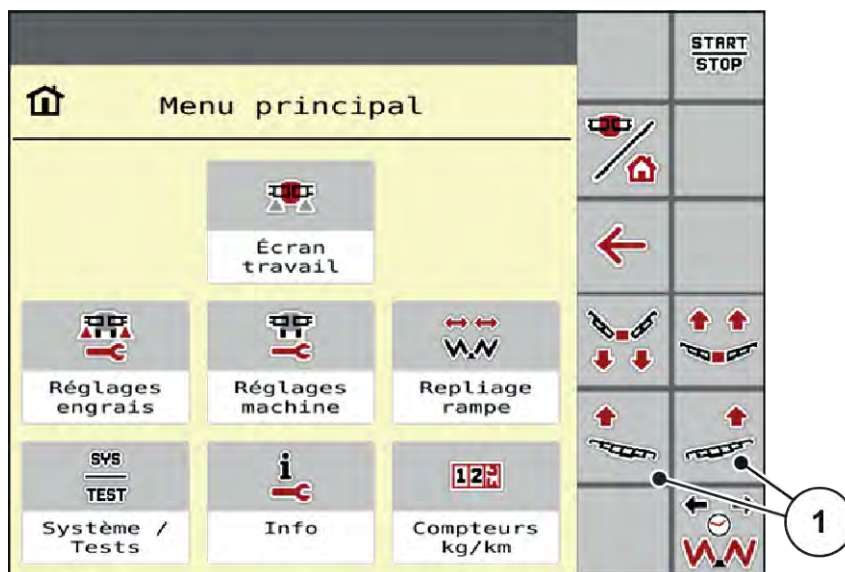 START
STOP
Menu principal
Écran
travail
Réglages
engrais
Réglages
machine
Repliage
rampe
SYS
TEST
Système /
Tests
i
Info
123
Compteurs
kg/km
1